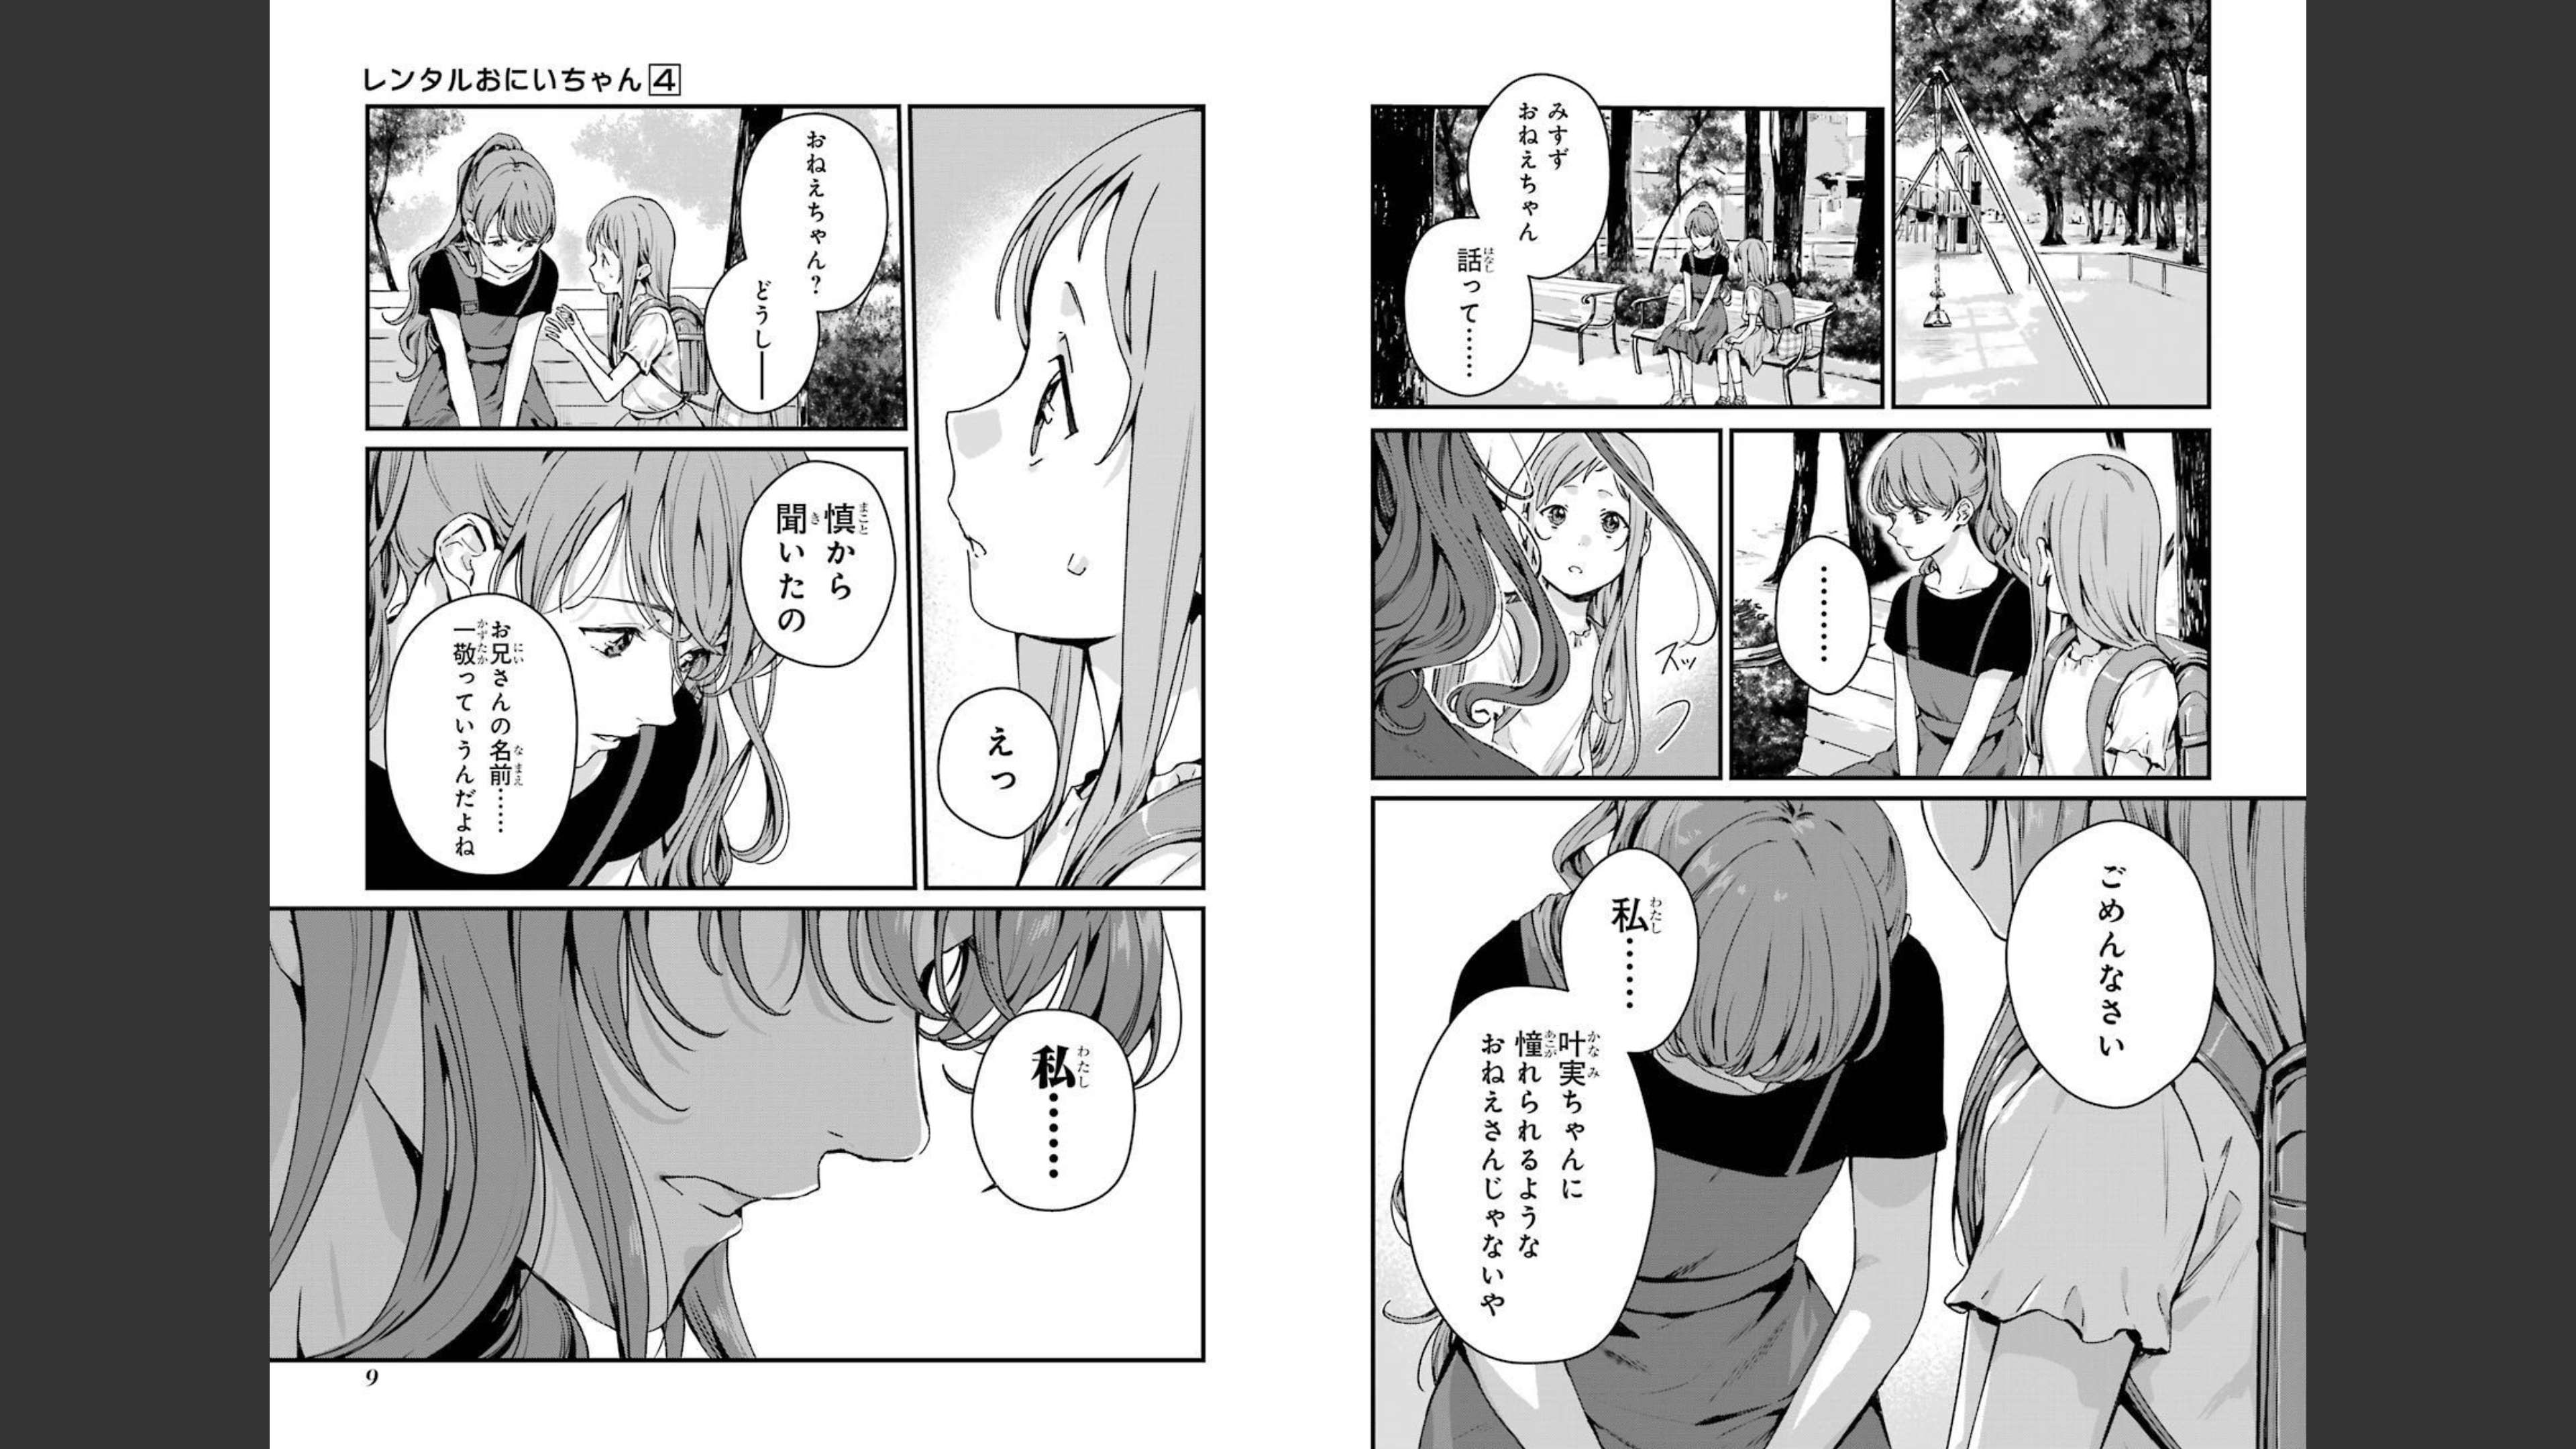 みすず
おねえちゃん
話って……
………
スッ
ごめんなさい
私……
叶実ちゃんに
憧れられるような
おねえさんじゃないや
レンタルおにいちゃん4
えっ
おねえちゃん?
どうし──
慎から
聞いたの
お兄さんの名前……
一敬っていうんだよね
私……
9